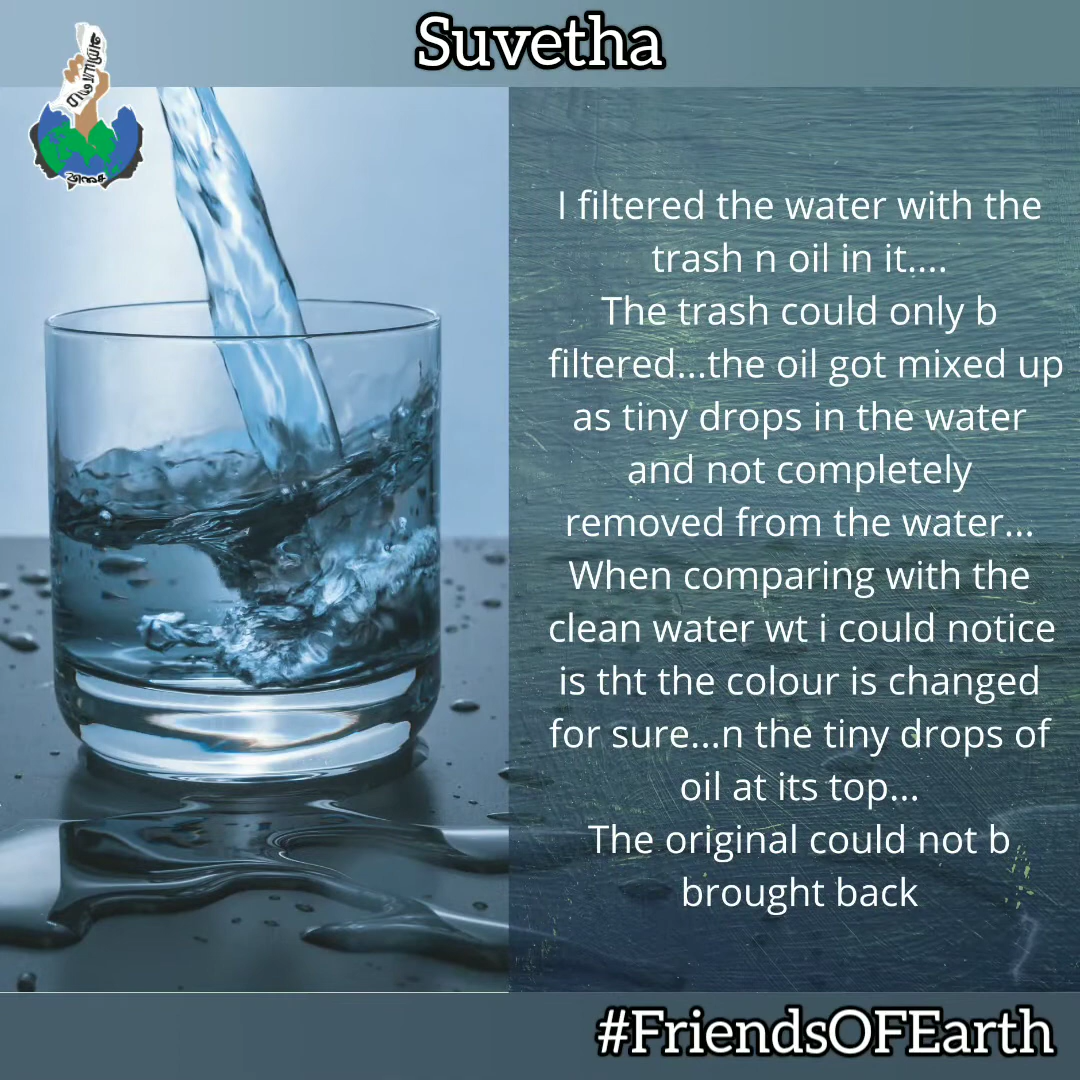 Suvetha
I filtered the water with the
trash n oil in it....
The trash could only b
filtered...the oil got mixed up
as tiny drops in the water
and not completely
removed from the water...
When comparing with the
clean water wt i could notice
is tht the colour is changed
for sure...n the tiny drops of
oil at its top...
The original could not b
brought back
#FriendsOFEarth